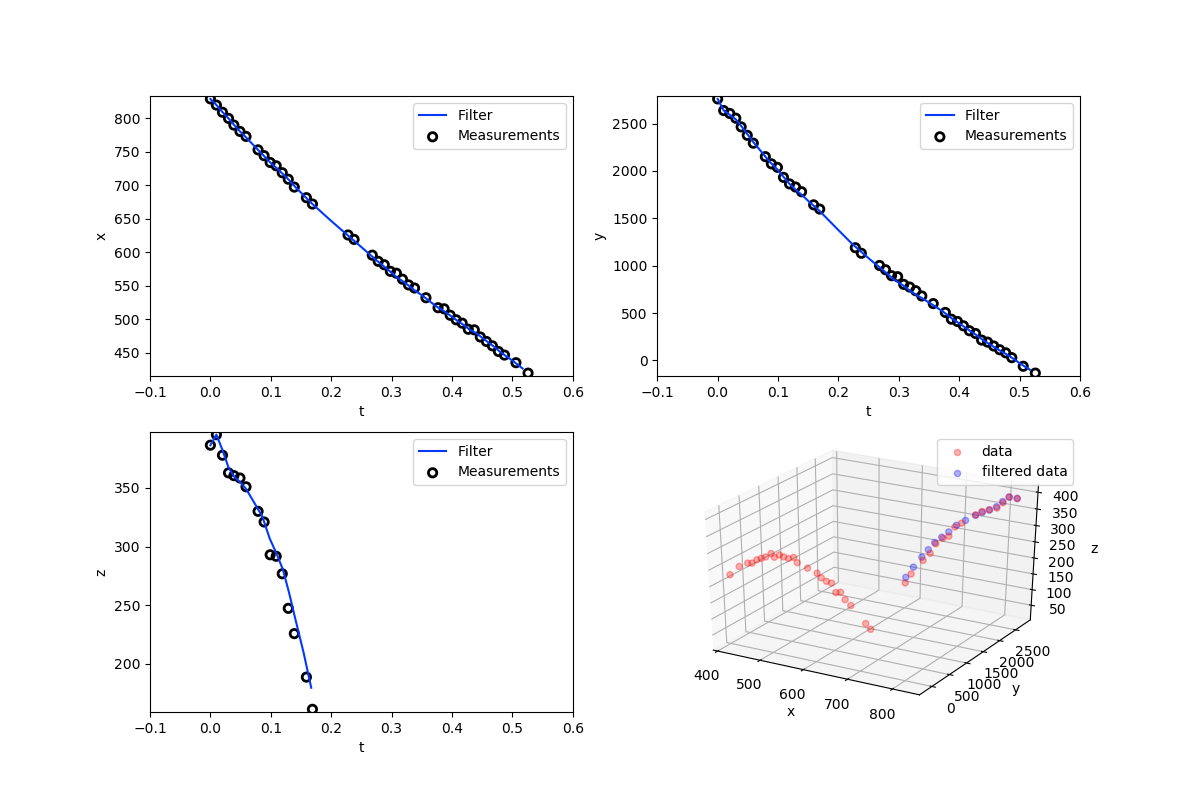 800
750
700
650
600
550
500
450
x
−0.1 0.0 0.1 0.2 0.3 0.4 0.5 0.6
t
Filter
Measurements
2500
2000
1500
1000
500
0
y
−0.1 0.0 0.1 0.2 0.3 0.4 0.5 0.6
t
Filter
Measurements
350
300
250
200
z
−0.1 0.0 0.1 0.2 0.3 0.4 0.5 0.6
t
Filter
Measurements
data
filtered data
400
350
300
250
200
150
100
50
z
400 500 600 700 800
x
0 500 1000 1500 2000 2500
y